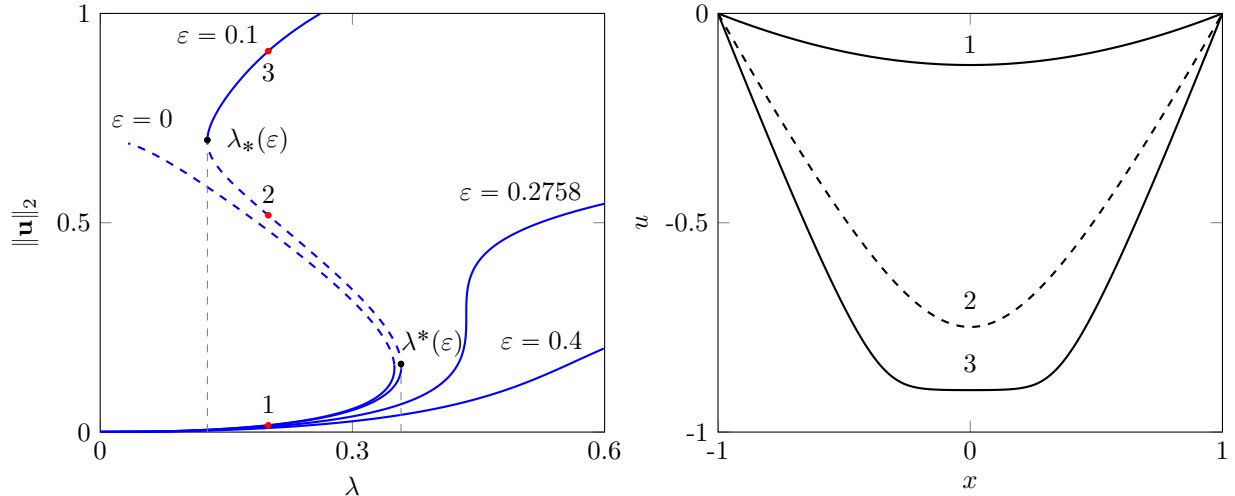 1
ε = 0.1
3
ε = 0
λ∗(ε)
2
ε = 0.2758
0.5
‖u‖₂
λ*(ε)
ε = 0.4
1
0
0 0.3 0.6
λ
0
1
-0.5
u
2
3
-1
-1 0 1
x